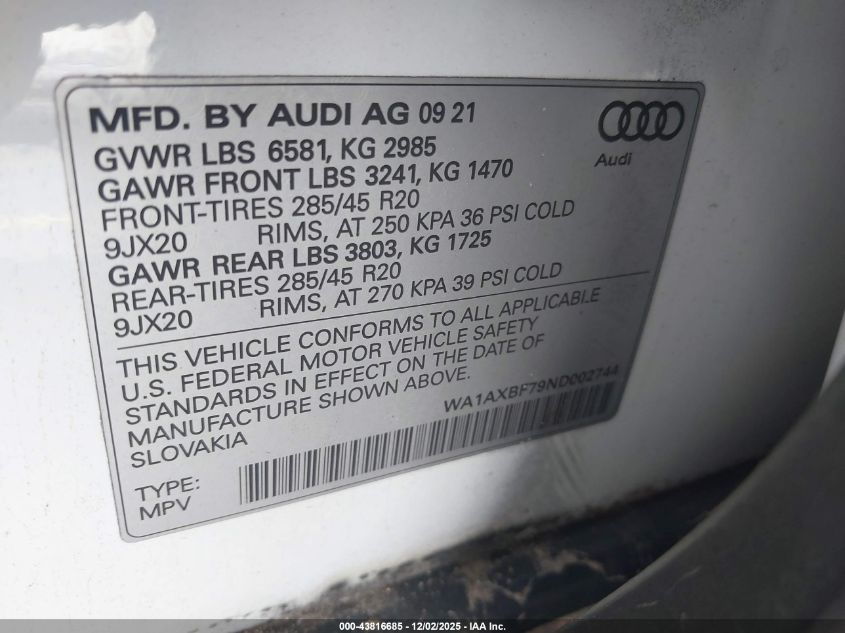 MFD. BY AUDI AG 09 21
GVWR LBS 6581, KG 2985
GAWR FRONT LBS 3241, KG 1470
FRONT-TIRES 285/45 R20
9JX20 RIMS, AT 250 KPA 36 PSI COLD
GAWR REAR LBS 3803, KG 1725
REAR-TIRES 285/45 R20
9JX20 RIMS, AT 270 KPA 39 PSI COLD
Audi
THIS VEHICLE CONFORMS TO ALL APPLICABLE
U.S. FEDERAL MOTOR VEHICLE SAFETY
STANDARDS IN EFFECT ON THE DATE OF
MANUFACTURE SHOWN ABOVE.
SLOVAKIA
WA1AXBF79ND002744
TYPE:
MPV
000-43816685 - 12/02/2025 - IAA Inc.